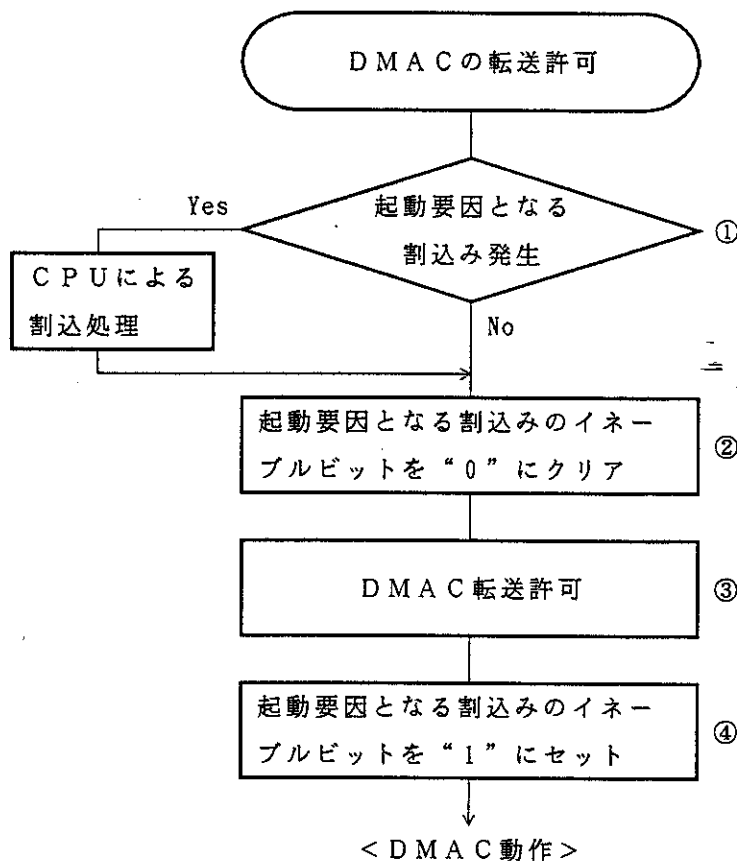 DMACの転送許可
起動要因となる
割込み発生
①
Yes
CPUによる
割込処理
No
起動要因となる割込みのイネー
ブルビットを“0”にクリア
②
DMAC転送許可
③
起動要因となる割込みのイネー
ブルビットを“1”にセット
④
<DMAC動作>